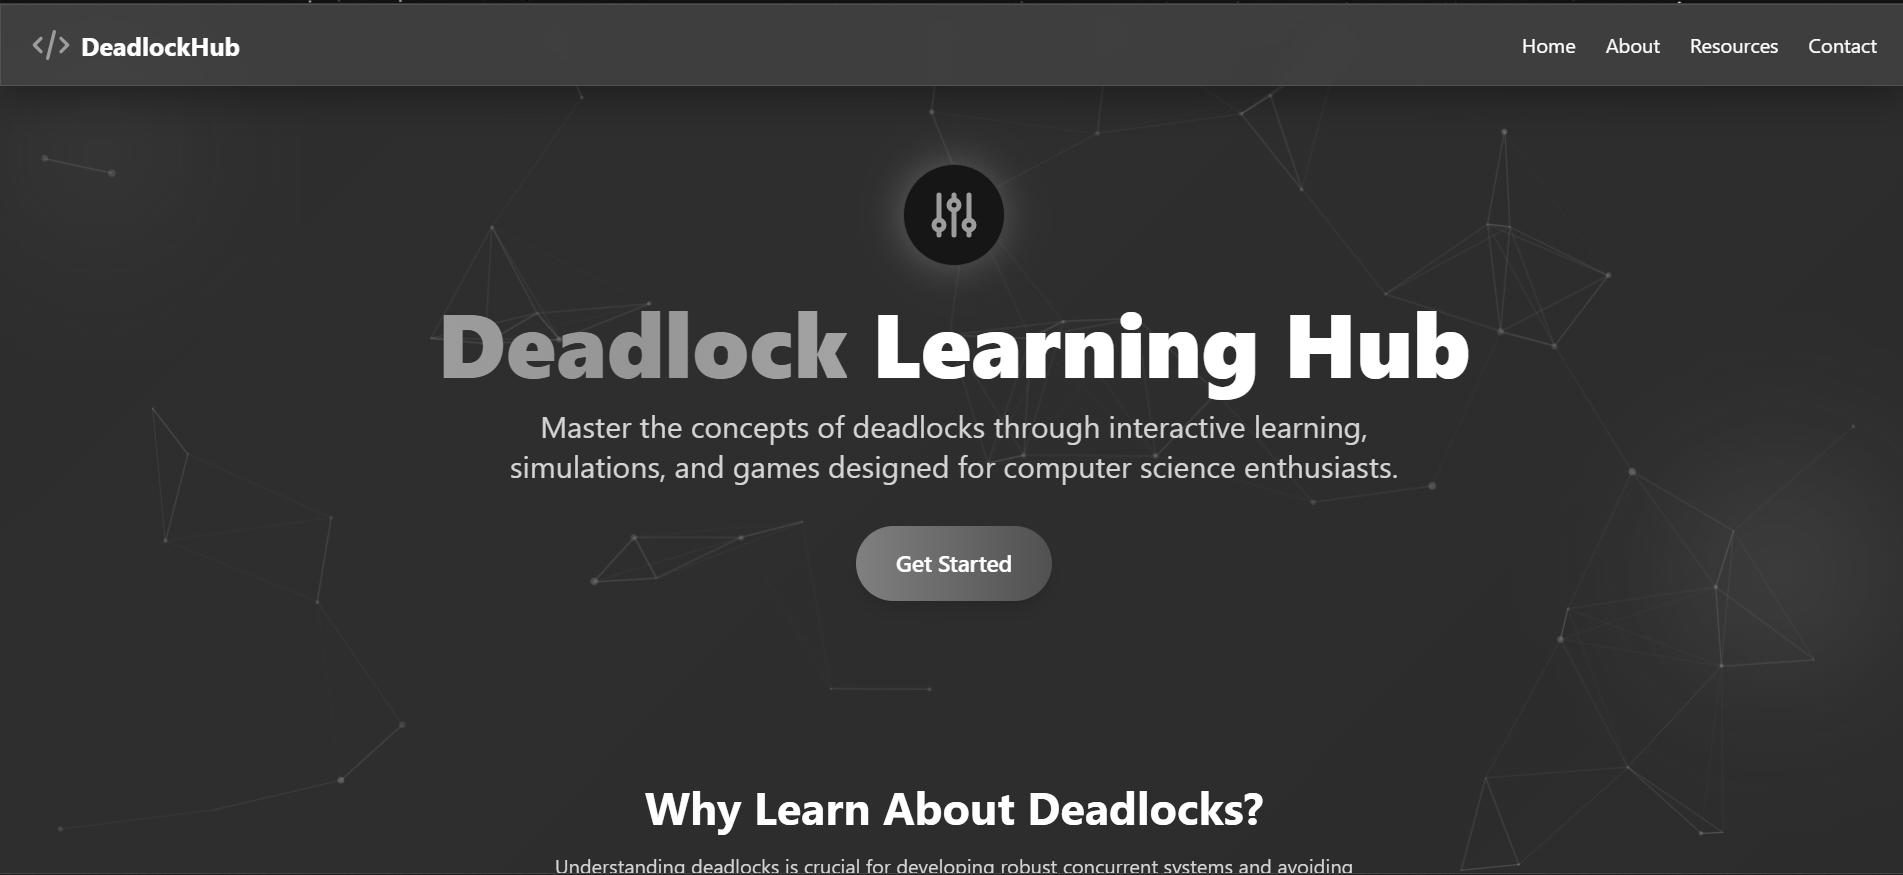 DeadlockHub
Home About Resources Contact
Deadlock Learning Hub
Master the concepts of deadlocks through interactive learning,
simulations, and games designed for computer science enthusiasts.
Get Started
Why Learn About Deadlocks?
Understanding deadlocks is crucial for developing robust concurrent systems and avoiding